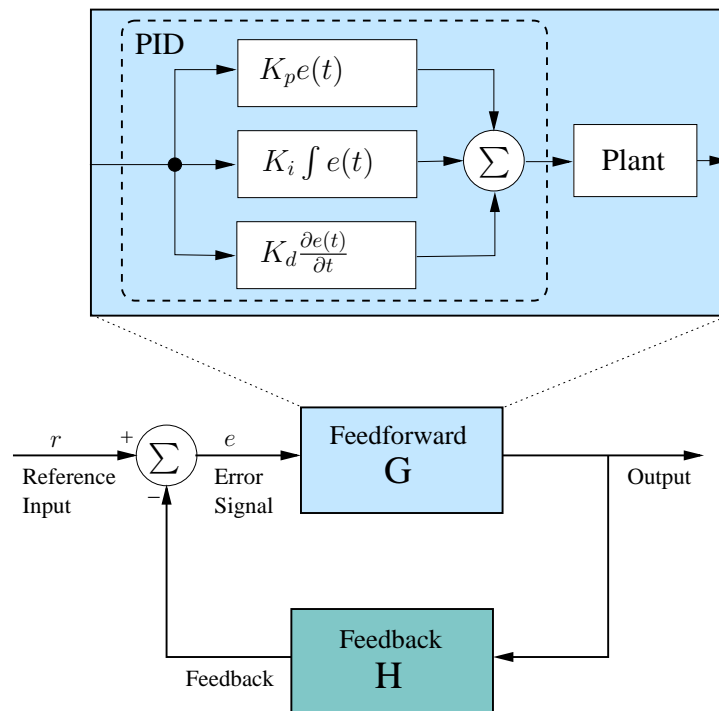 PID
K_p e(t)
K_i ∫ e(t)
∑
Plant
K_d ∂e(t)/∂t
Feedforward
G
r
+
∑
e
−
Reference
Input
Error
Signal
Output
Feedback
H
Feedback